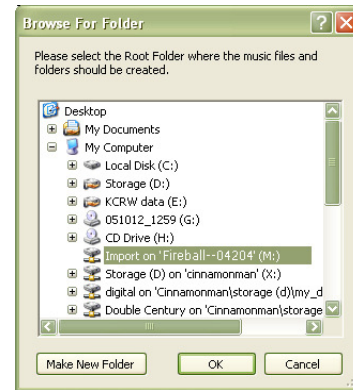 Browse For Folder
Please select the Root Folder where the music files and
folders should be created.
Desktop
My Documents
My Computer
Local Disk (C:)
Storage (D:)
KCRW data (E:)
051012_1259 (G:)
CD Drive (H:)
Import on 'Fireball--04204' (M:)
Storage (D) on 'cinnamonman' (X:)
digital on 'Cinnamonman\storage (d)\my_d
Double Century on 'Cinnamonman\storage
Make New Folder
OK
Cancel